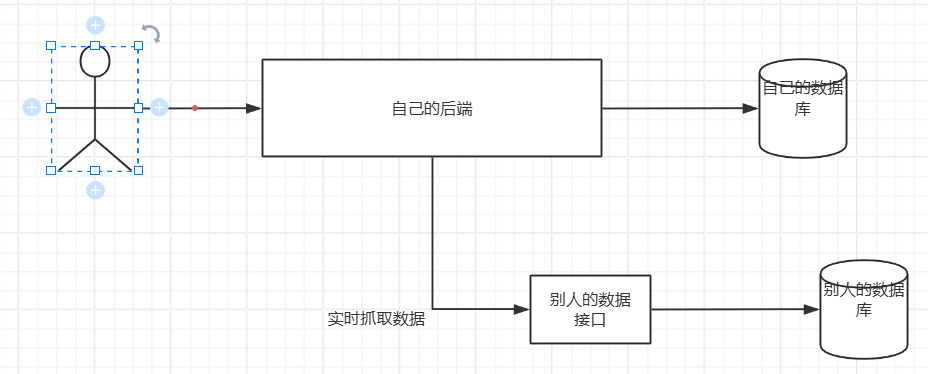 自己的后端
自己的数据
库
实时抓取数据
别人的数据
接口
别人的数据
库